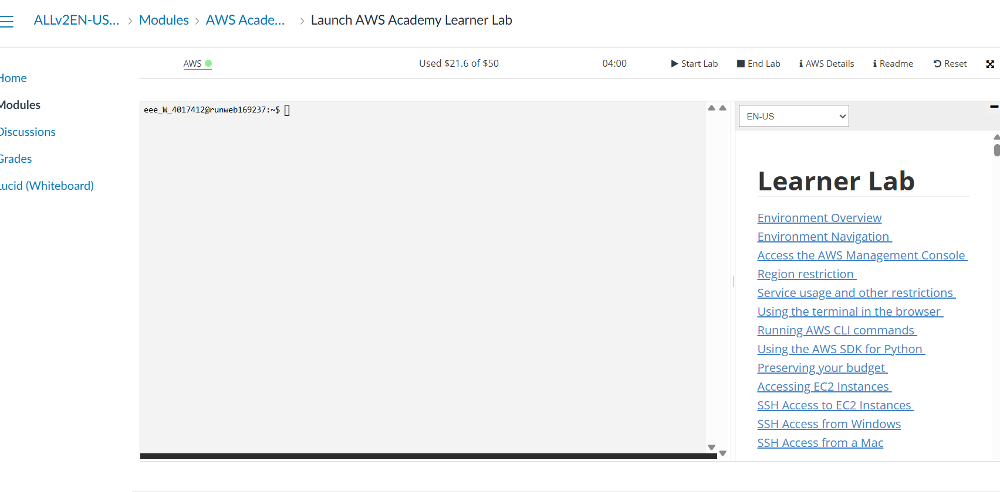 ALLv2EN-US... > Modules > AWS Acade... > Launch AWS Academy Learner Lab
AWS Used $21.6 of $50 04:00 Start Lab End Lab AWS Details Readme Reset
Home
Modules
Discussions
Grades
Lucid (Whiteboard)
eee_W_4017412@runweb169237:~$
EN-US
Learner Lab
Environment Overview
Environment Navigation
Access the AWS Management Console
Region restriction
Service usage and other restrictions
Using the terminal in the browser
Running AWS CLI commands
Using the AWS SDK for Python
Preserving your budget
Accessing EC2 Instances
SSH Access to EC2 Instances
SSH Access from Windows
SSH Access from a Mac